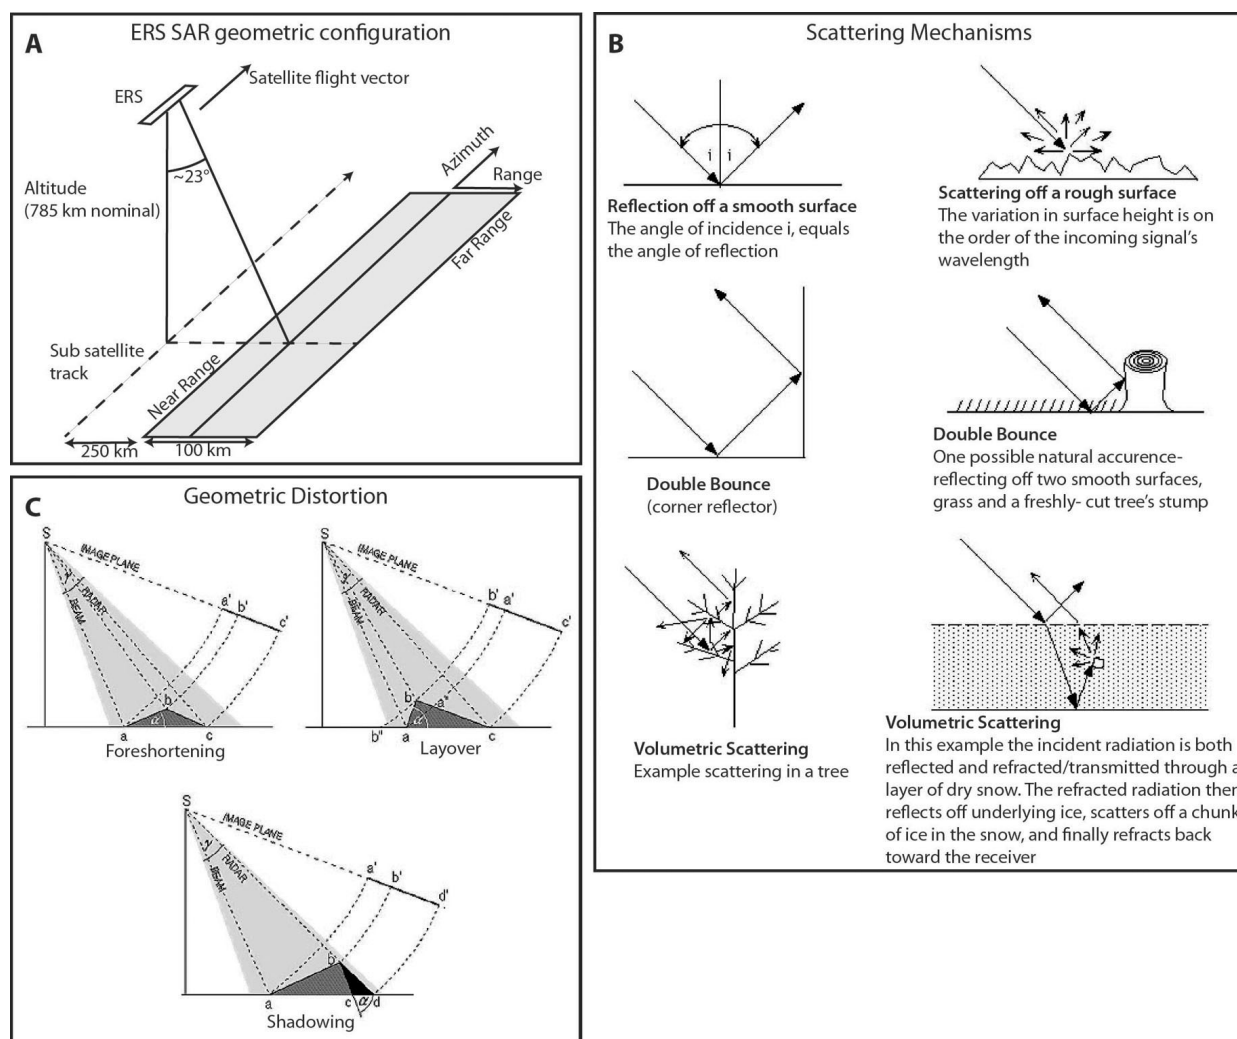 A
ERS SAR geometric configuration
Satellite flight vector
ERS
Azimuth
Range
~23°
Altitude
(785 km nominal)
Far Range
Sub satellite
track
Near Range
250 km
100 km
B
Scattering Mechanisms
i
i
Reflection off a smooth surface
The angle of incidence i, equals
the angle of reflection
Scattering off a rough surface
The variation in surface height is on
the order of the incoming signal's
wavelength
Double Bounce
(corner reflector)
Double Bounce
One possible natural accurence-
reflecting off two smooth surfaces,
grass and a freshly- cut tree's stump
Volumetric Scattering
Example scattering in a tree
Volumetric Scattering
In this example the incident radiation is both
reflected and refracted/transmitted through a
layer of dry snow. The refracted radiation then
reflects off underlying ice, scatters off a chunk
of ice in the snow, and finally refracts back
toward the receiver
C
Geometric Distortion
S
IMAGE PLANE
RADAR
BEAM
a'
b'
c'
b
α
a
c
Foreshortening
S
IMAGE PLANE
RADAR
BEAM
b'
a'
c'
b
a"
α
b"
a
c
Layover
S
IMAGE PLANE
RADAR
BEAM
a'
b'
d'
b
a
c
α
d
Shadowing